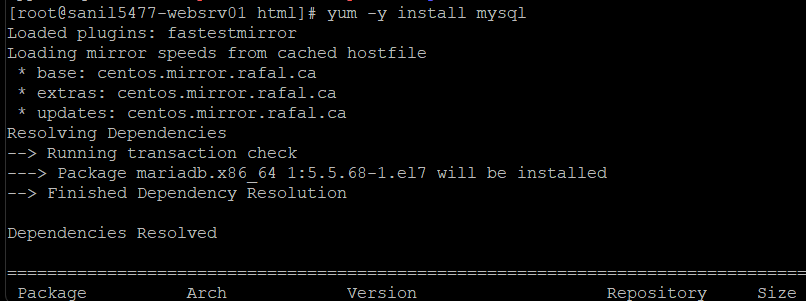 [root@sanil5477-websrv01 html]# yum -y install mysql
Loaded plugins: fastestmirror
Loading mirror speeds from cached hostfile
 * base: centos.mirror.rafal.ca
 * extras: centos.mirror.rafal.ca
 * updates: centos.mirror.rafal.ca
Resolving Dependencies
--> Running transaction check
---> Package mariadb.x86_64 1:5.5.68-1.el7 will be installed
--> Finished Dependency Resolution

Dependencies Resolved

================================================================================
 Package          Arch            Version                   Repository     Size